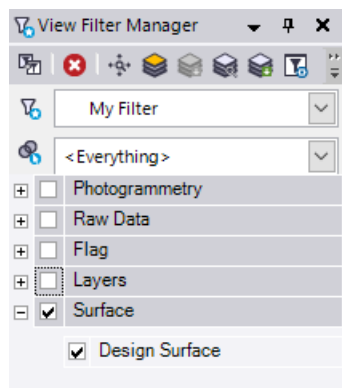 View Filter Manager
My Filter
<Everything>
Photogrammetry
Raw Data
Flag
Layers
Surface
Design Surface